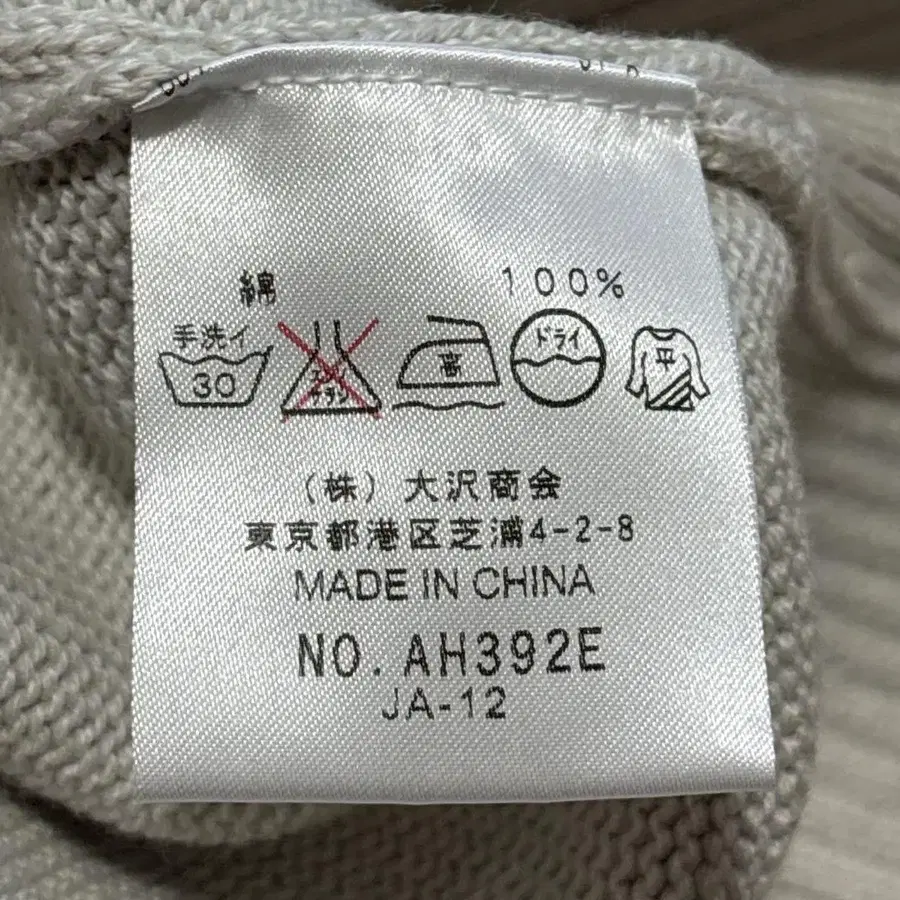 綿 100%
手洗イ
30
高
ドライ
平
(株) 大沢商会
東京都港区芝浦4-2-8
MADE IN CHINA
NO. AH392E
JA-12